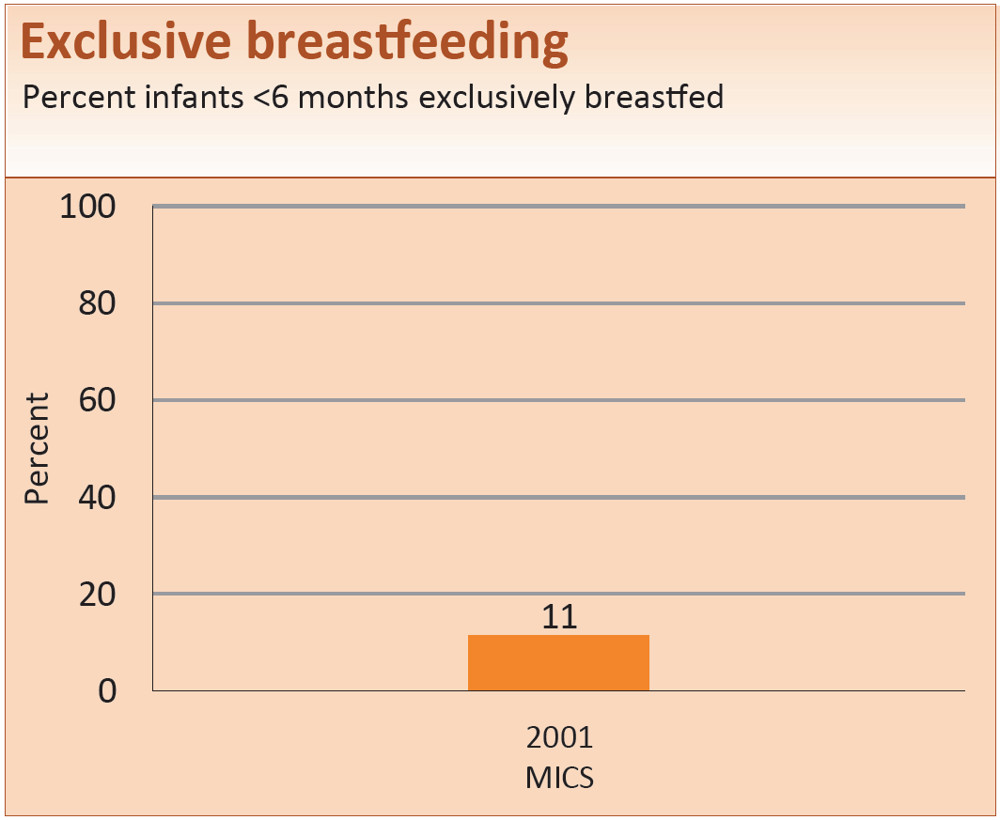 Exclusive breastfeeding
Percent infants <6 months exclusively breastfed
100
80
60
40
20
0
Percent
11
2001
MICS